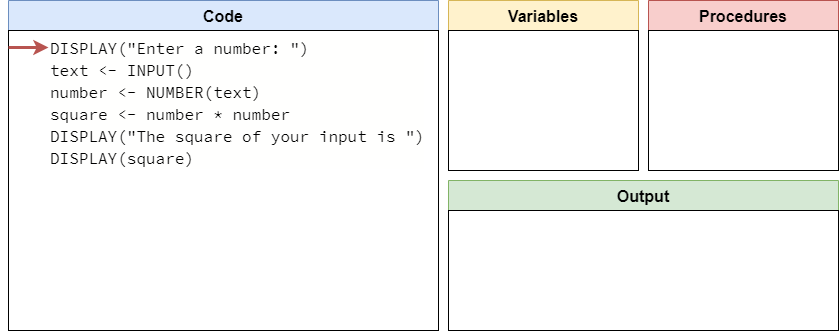 Code
DISPLAY("Enter a number: ")
text <- INPUT()
number <- NUMBER(text)
square <- number * number
DISPLAY("The square of your input is ")
DISPLAY(square)
Variables
Procedures
Output